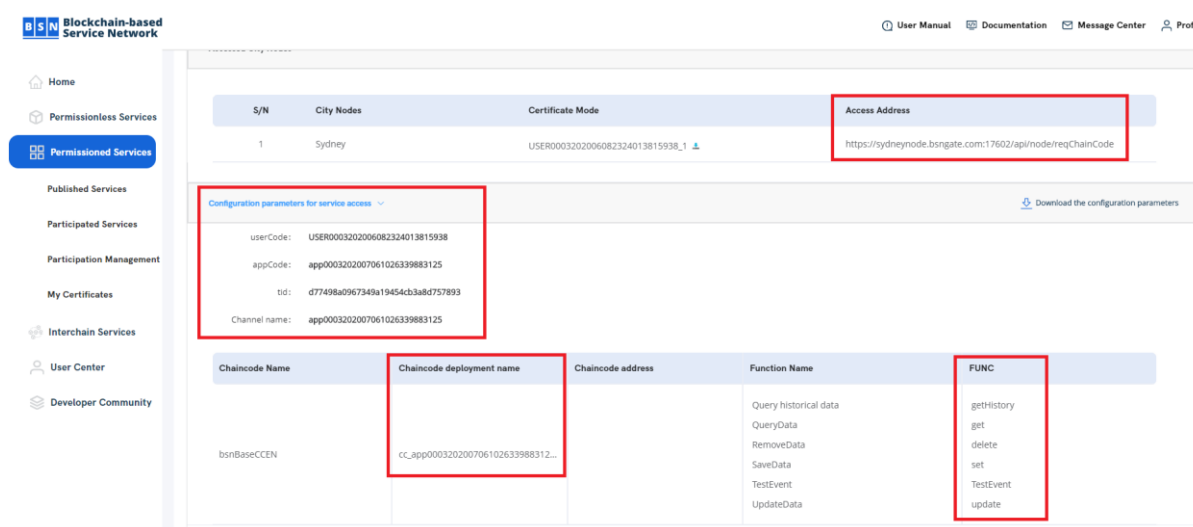 BSN Blockchain-based
Service Network
User Manual Documentation Message Center Prof
Home
Permissionless Services
Permissioned Services
Published Services
Participated Services
Participation Management
My Certificates
Interchain Services
User Center
Developer Community
S/N City Nodes Certificate Mode Access Address
1 Sydney USER0003202006082324013815938_1 https://sydneynode.bsngate.com:17602/api/node/reqChainCode
Configuration parameters for service access Download the configuration parameters
userCode: USER0003202006082324013815938
appCode: app0003202007061026339883125
tid: d77498a0967349a19454cb3a8d757893
Channel name: app0003202007061026339883125
Chaincode Name Chaincode deployment name Chaincode address Function Name FUNC
Query historical data getHistory
QueryData get
RemoveData delete
bsnBaseCCEN cc_app000320200706102633988312...
SaveData set
TestEvent TestEvent
UpdateData update